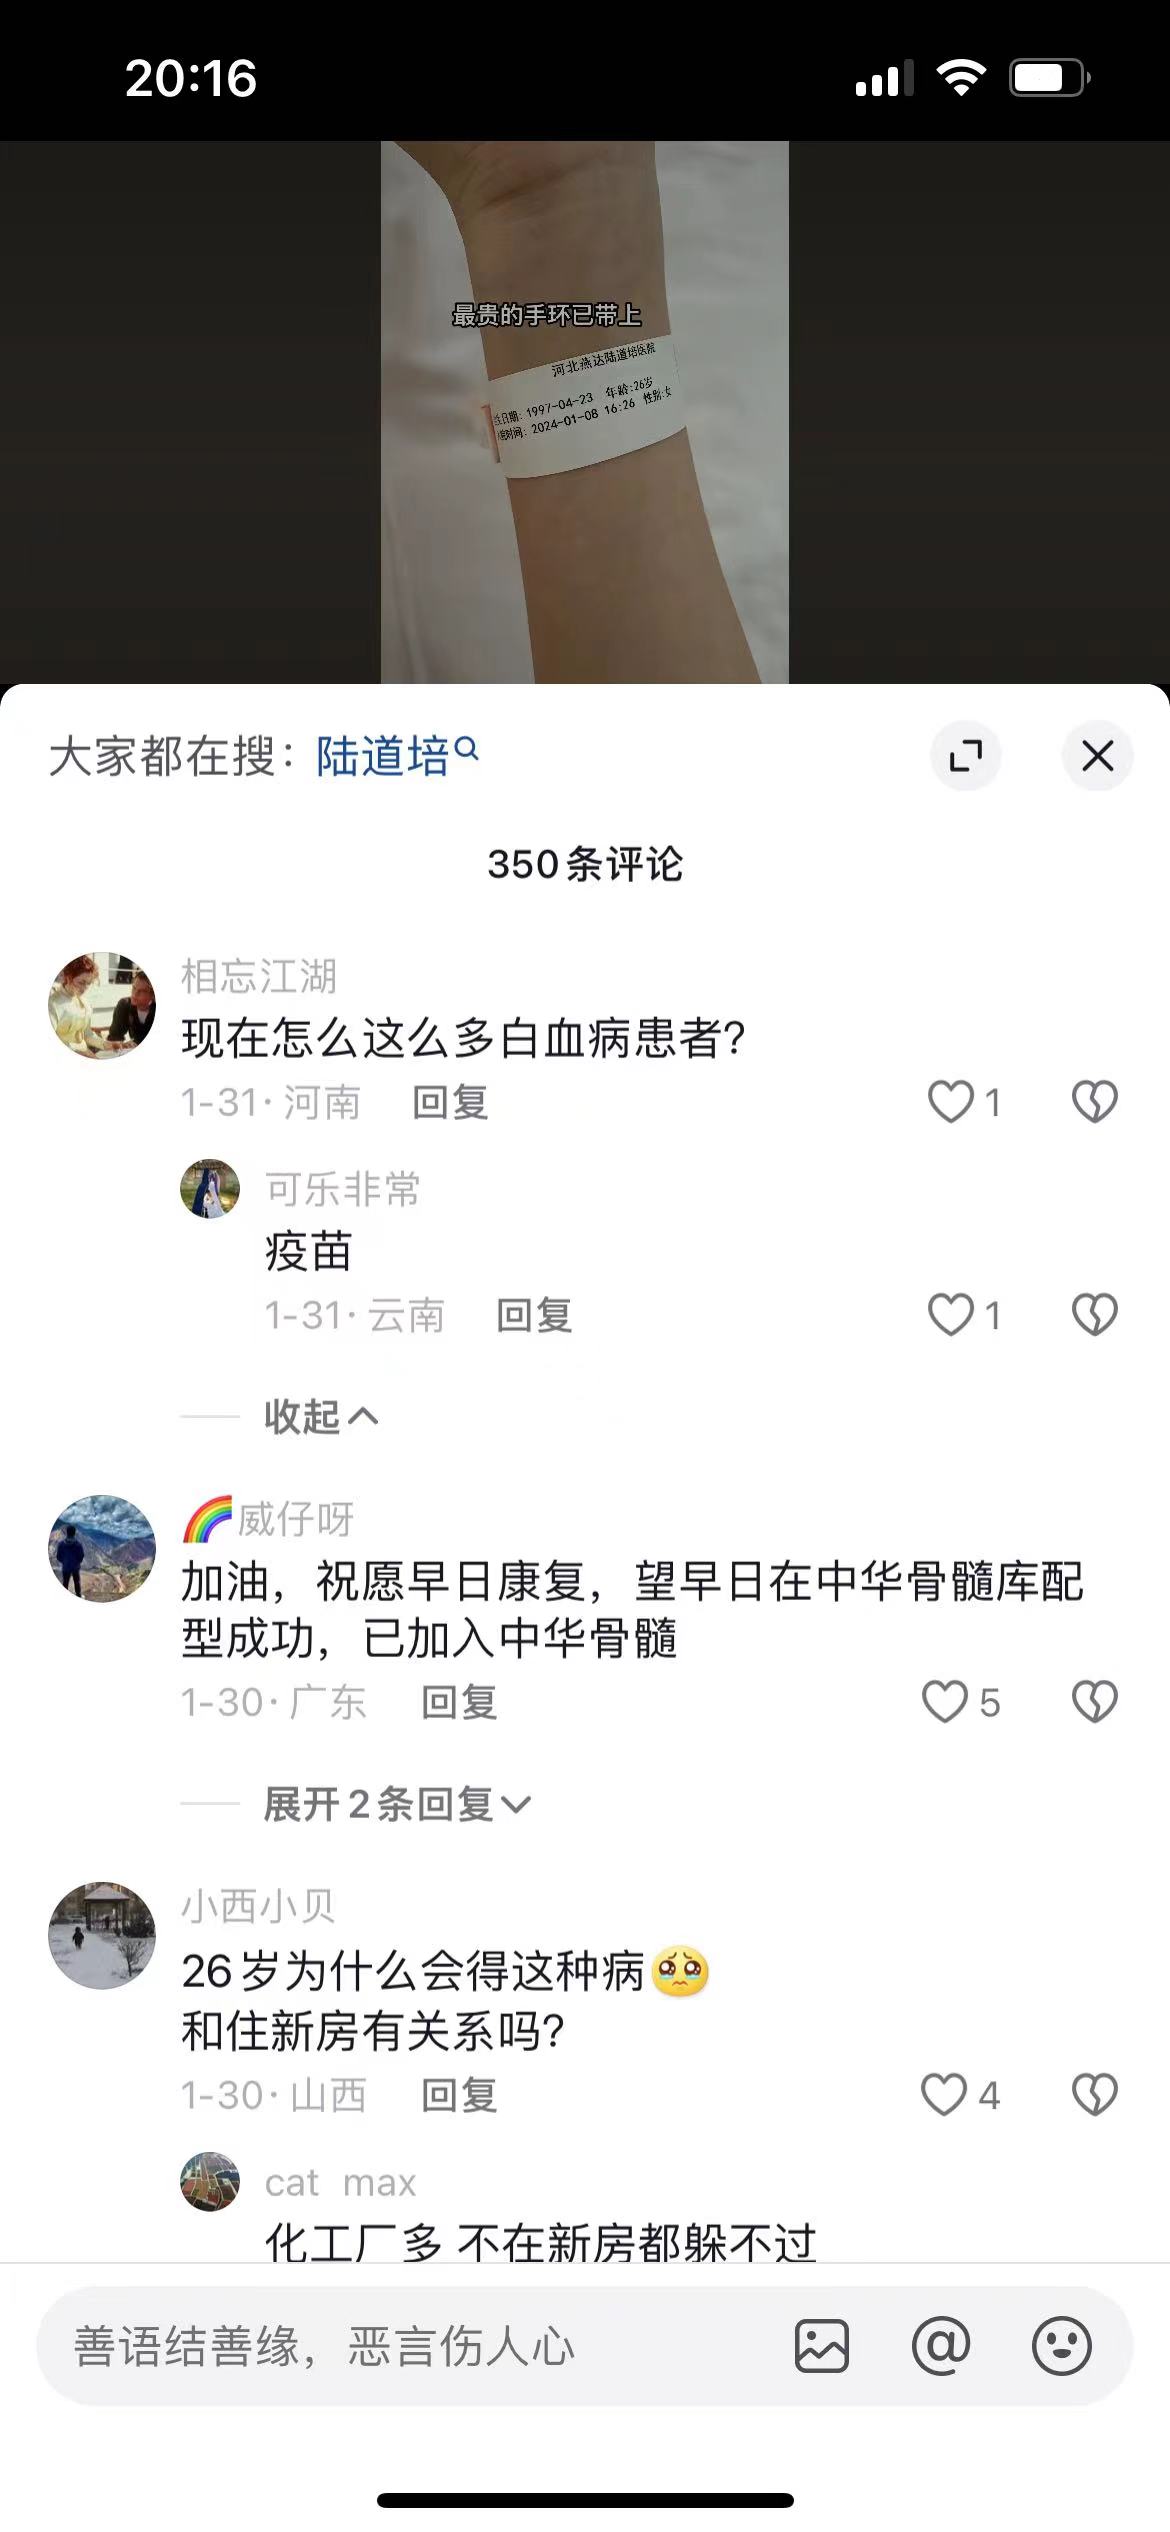 20:16
最贵的手环已带上
河北燕达陆道培医院
日期: 1997-04-23 年龄:26岁
时间: 2024-01-08 16:26 性别:女
大家都在搜：陆道培
350条评论
相忘江湖
现在怎么这么多白血病患者？
1-31·河南 回复
1
可乐非常
疫苗
1-31·云南 回复
1
收起
🌈威仔呀
加油，祝愿早日康复，望早日在中华骨髓库配
型成功，已加入中华骨髓
1-30·广东 回复
5
展开2条回复
小西小贝
26岁为什么会得这种病🥺
和住新房有关系吗？
1-30·山西 回复
4
cat max
化工厂多 不在新房都躲不过
善语结善缘，恶言伤人心